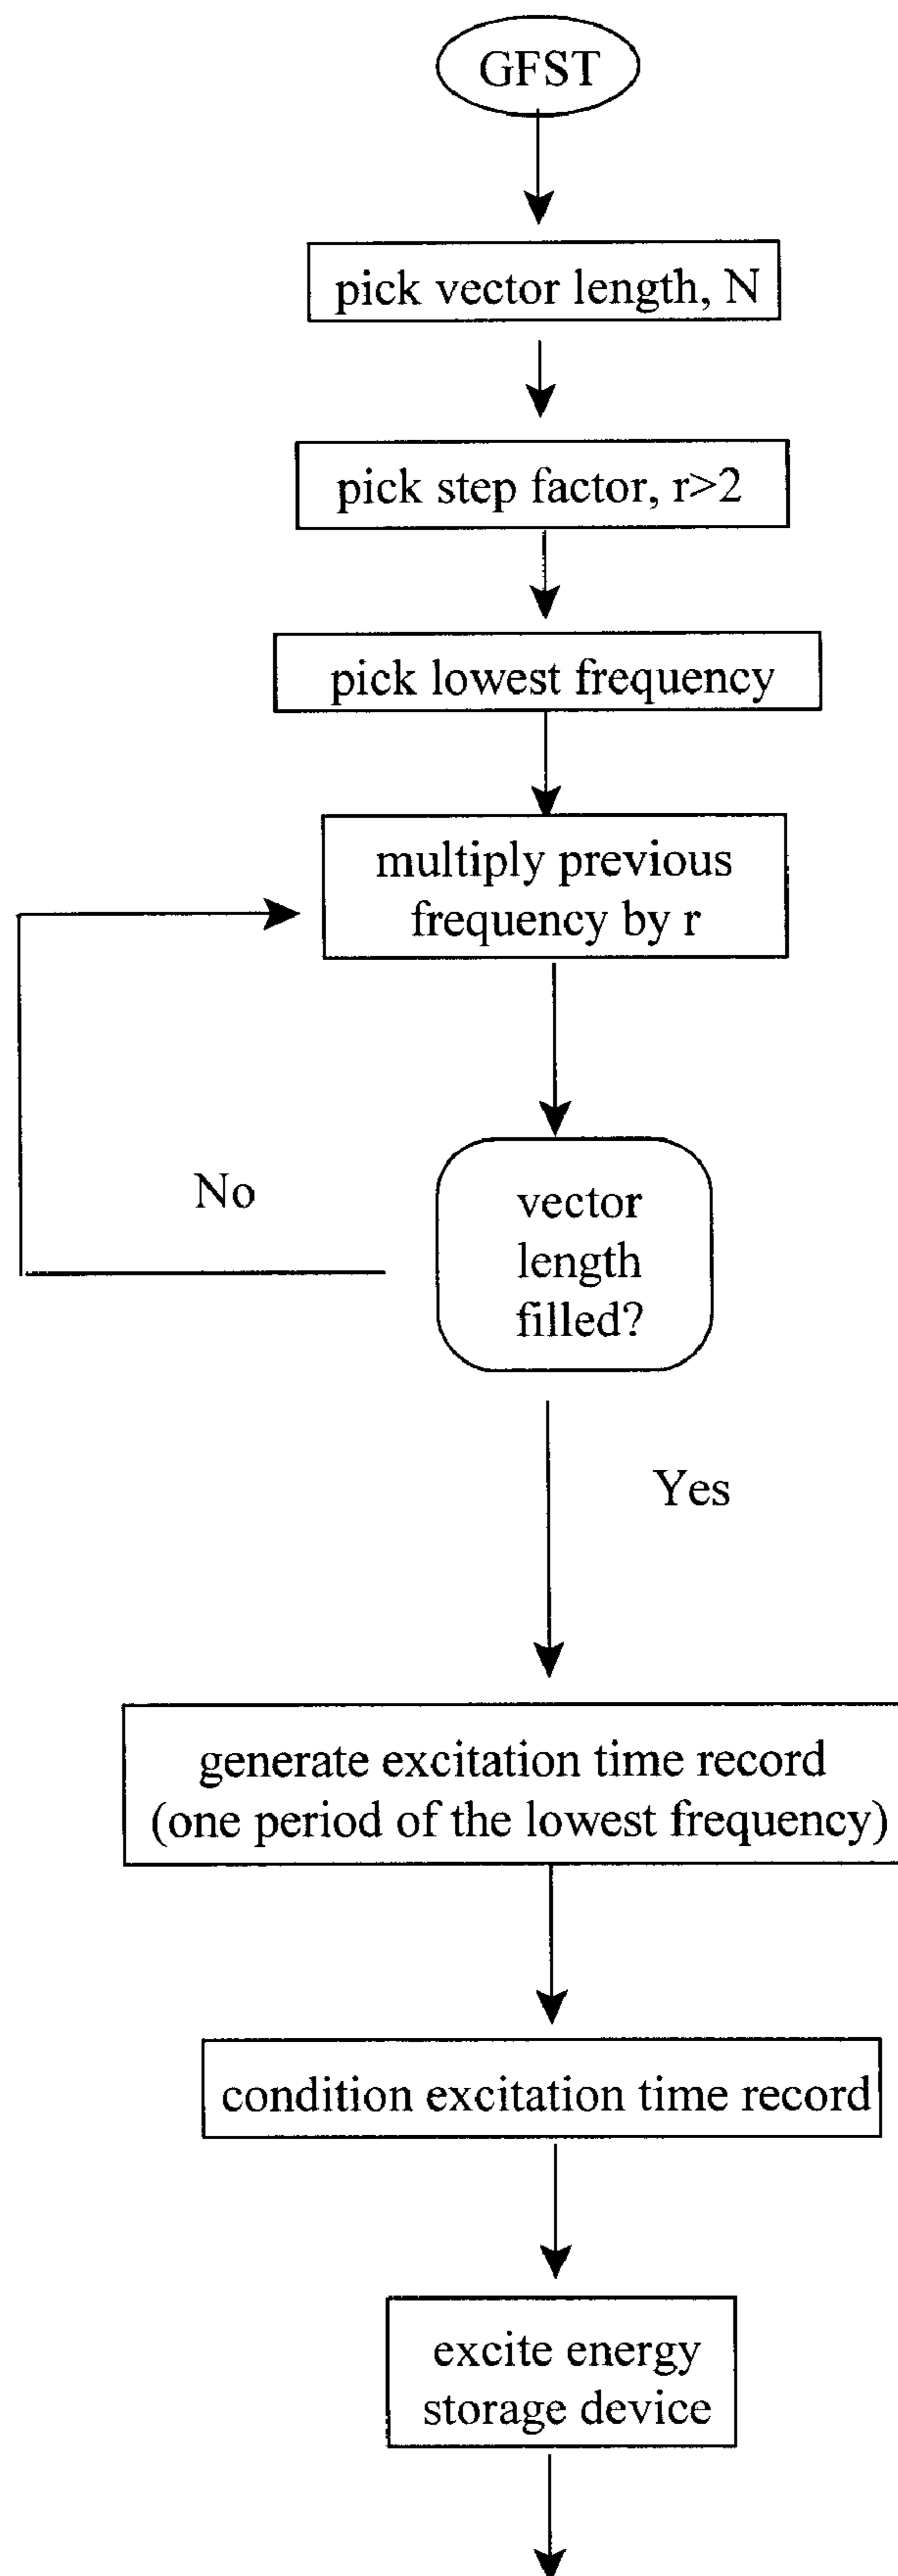 GFST
pick vector length, N
pick step factor, r>2
pick lowest frequency
multiply previous
frequency by r
No
vector
length
filled?
Yes
generate excitation time record
(one period of the lowest frequency)
condition excitation time record
excite energy
storage device